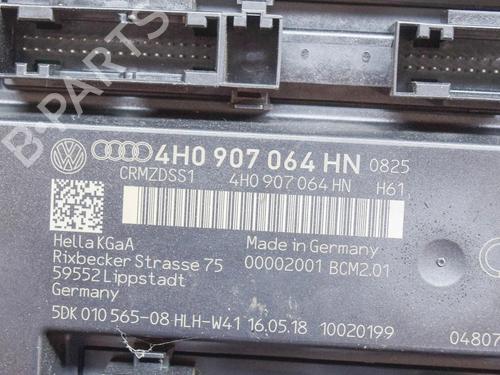 4H0 907 064 HN 0825
CRMZDSS1 4H0 907 064 HN H61
Hella KGaA Made in Germany
Rixbecker Strasse 75 00002001 BCM2.01
59552 Lippstadt
Germany
5DK 010 565-08 HLH-W41 16.05.18 10020199
04807
B-PARTS